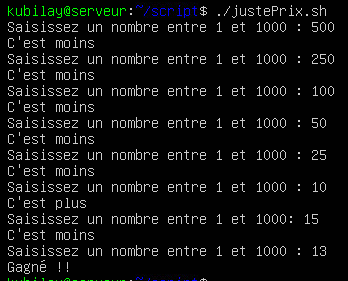 kubilay@serveur:~/script$ ./justePrix.sh
Saisissez un nombre entre 1 et 1000 : 500
C'est moins
Saisissez un nombre entre 1 et 1000 : 250
C'est moins
Saisissez un nombre entre 1 et 1000 : 100
C'est moins
Saisissez un nombre entre 1 et 1000 : 50
C'est moins
Saisissez un nombre entre 1 et 1000 : 25
C'est moins
Saisissez un nombre entre 1 et 1000 : 10
C'est plus
Saisissez un nombre entre 1 et 1000: 15
C'est moins
Saisissez un nombre entre 1 et 1000 : 13
Gagné !!
kubilay@serveur:~/script$